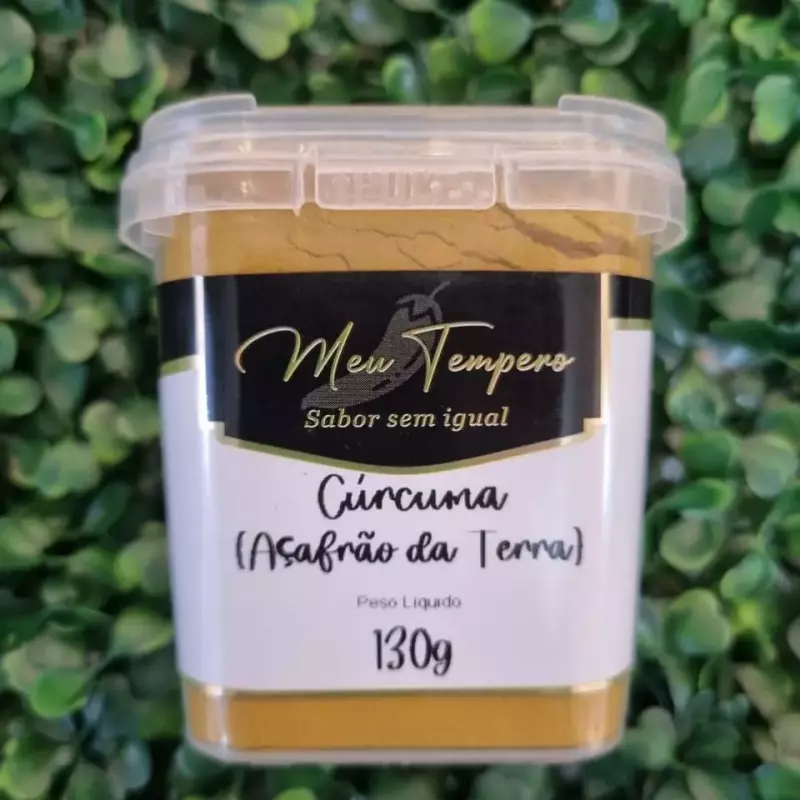 Meu Tempero
Sabor sem igual
Cúrcuma
(Açafrão da Terra)
Peso Líquido
130g